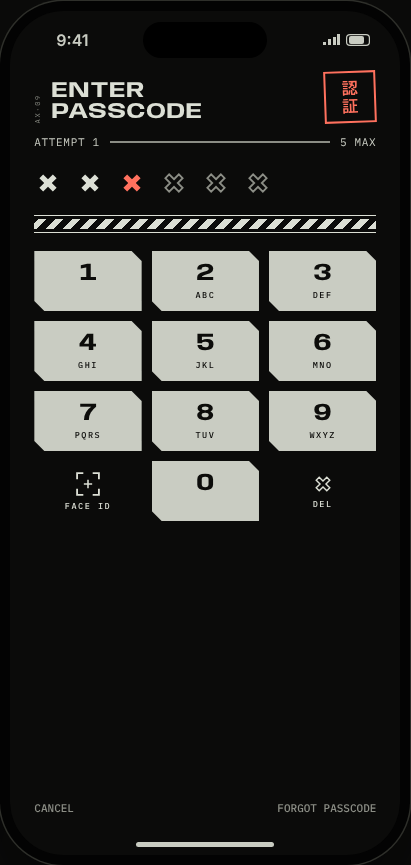 9:41
AX-09
ENTER
PASSCODE
認
証
ATTEMPT 1
5 MAX
1
2
ABC
3
DEF
4
GHI
5
JKL
6
MNO
7
PQRS
8
TUV
9
WXYZ
FACE ID
0
DEL
CANCEL
FORGOT PASSCODE